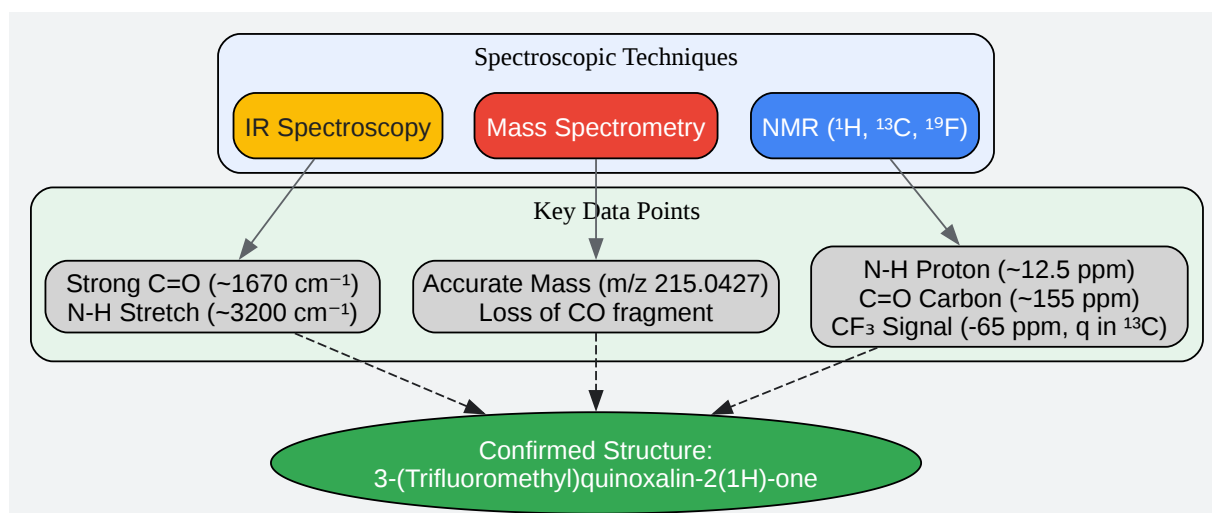 Spectroscopic Techniques
IR Spectroscopy
Mass Spectrometry
NMR (¹H, ¹³C, ¹⁹F)
Key Data Points
Strong C=O (~1670 cm⁻¹)
N-H Stretch (~3200 cm⁻¹)
Accurate Mass (m/z 215.0427)
Loss of CO fragment
N-H Proton (~12.5 ppm)
C=O Carbon (~155 ppm)
CF₃ Signal (-65 ppm, q in ¹³C)
Confirmed Structure:
3-(Trifluoromethyl)quinoxalin-2(1H)-one